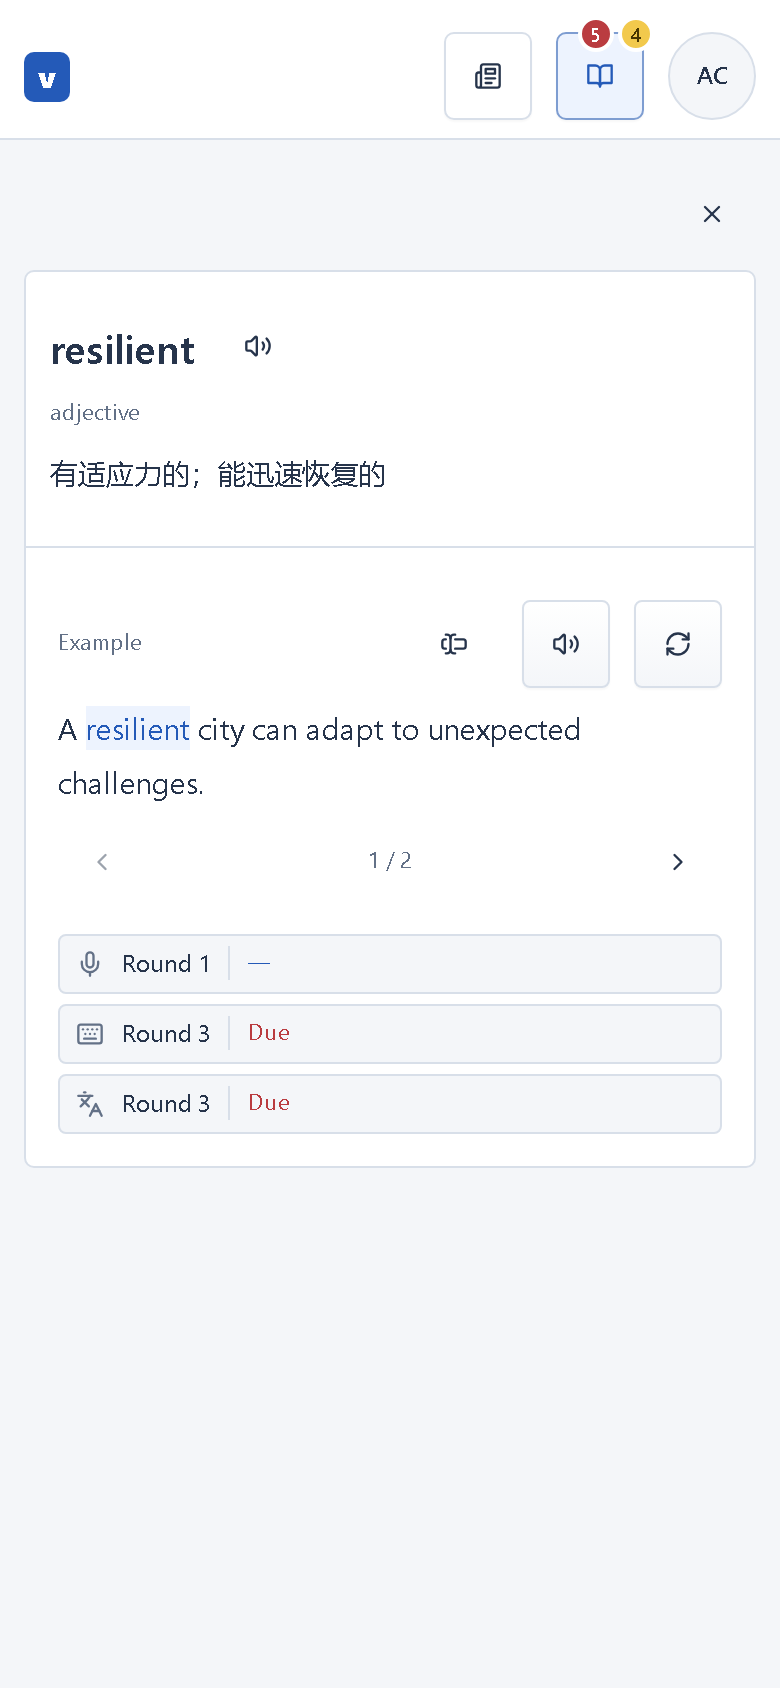 v
5
4
AC
resilient
adjective
有适应力的；能迅速恢复的
Example
A resilient city can adapt to unexpected
challenges.
1 / 2
Round 1 —
Round 3 Due
Round 3 Due